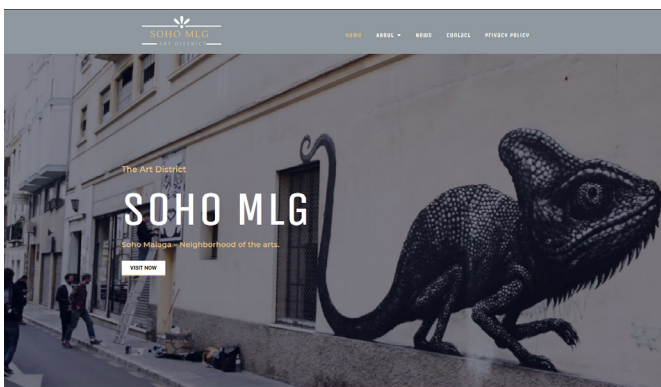 SOHO MLG
ART DISTRICT
HOME ABOUT NEWS CONTACT PRIVACY POLICY
The Art District
SOHO MLG
Soho Malaga – Neighborhood of the arts.
VISIT NOW